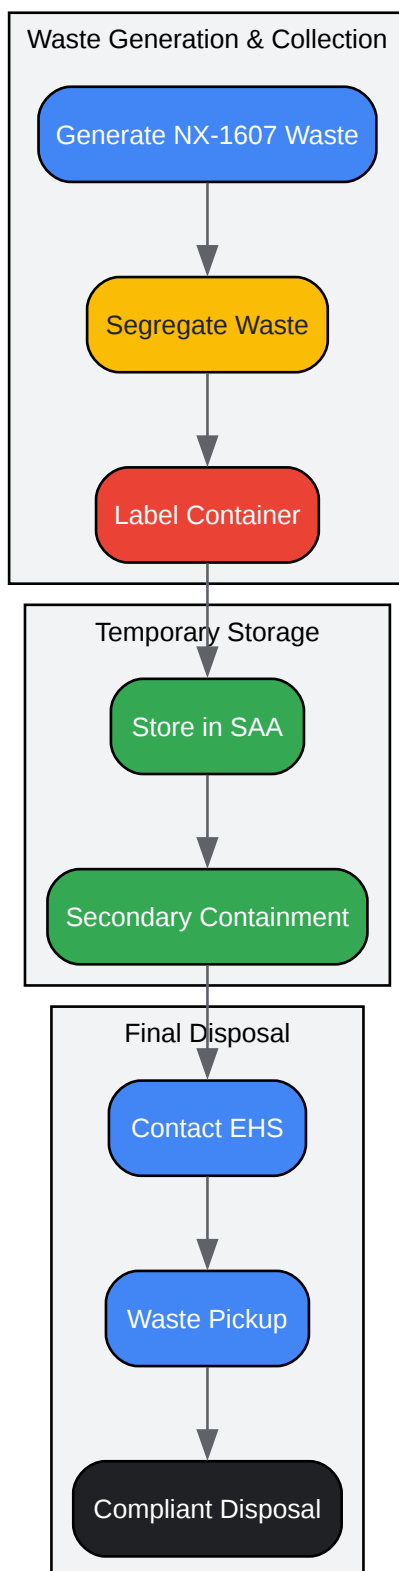 Waste Generation & Collection
Generate NX-1607 Waste
Segregate Waste
Label Container
Temporary Storage
Store in SAA
Secondary Containment
Final Disposal
Contact EHS
Waste Pickup
Compliant Disposal